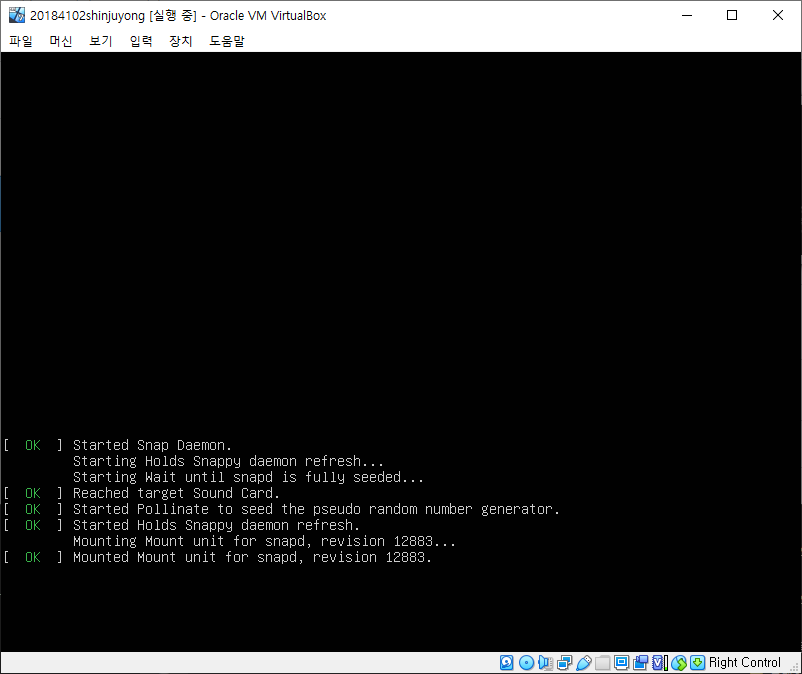 20184102shinjuyong [실행 중] - Oracle VM VirtualBox
파일 머신 보기 입력 장치 도움말
[  OK  ] Started Snap Daemon.
Starting Holds Snappy daemon refresh...
Starting Wait until snapd is fully seeded...
[  OK  ] Reached target Sound Card.
[  OK  ] Started Pollinate to seed the pseudo random number generator.
[  OK  ] Started Holds Snappy daemon refresh.
Mounting Mount unit for snapd, revision 12883...
[  OK  ] Mounted Mount unit for snapd, revision 12883.
Right Control